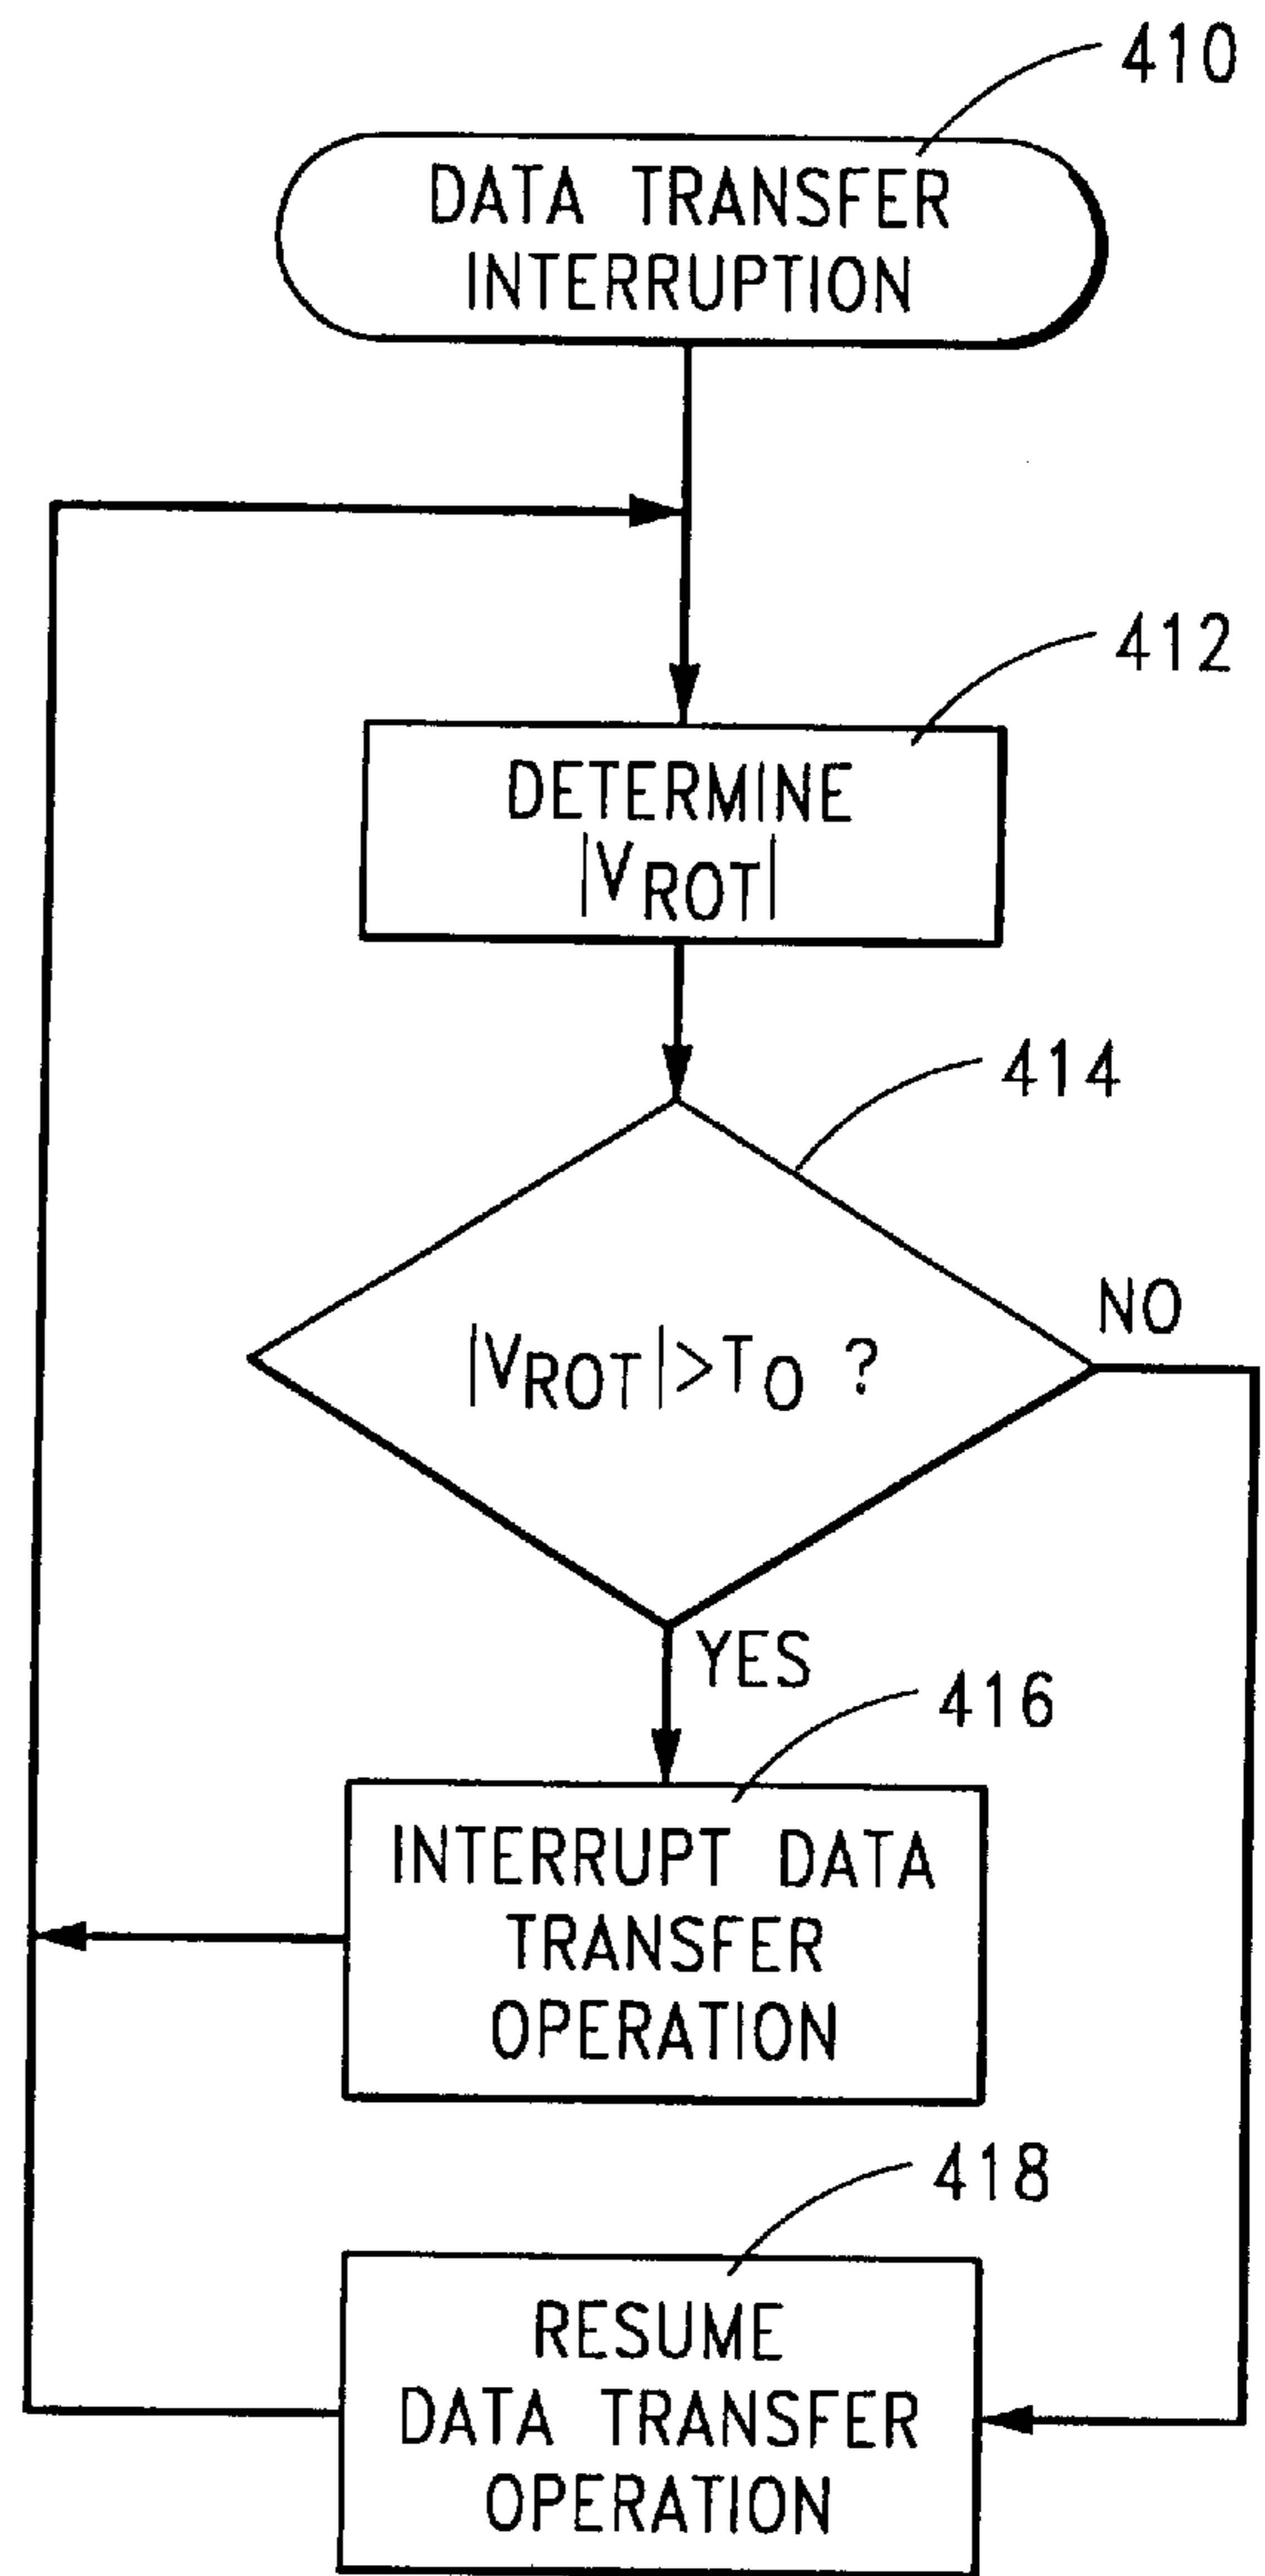 410
DATA TRANSFER
INTERRUPTION
412
DETERMINE
|VROT|
414
|VROT|>TO ?
NO
YES
416
INTERRUPT DATA
TRANSFER
OPERATION
418
RESUME
DATA TRANSFER
OPERATION